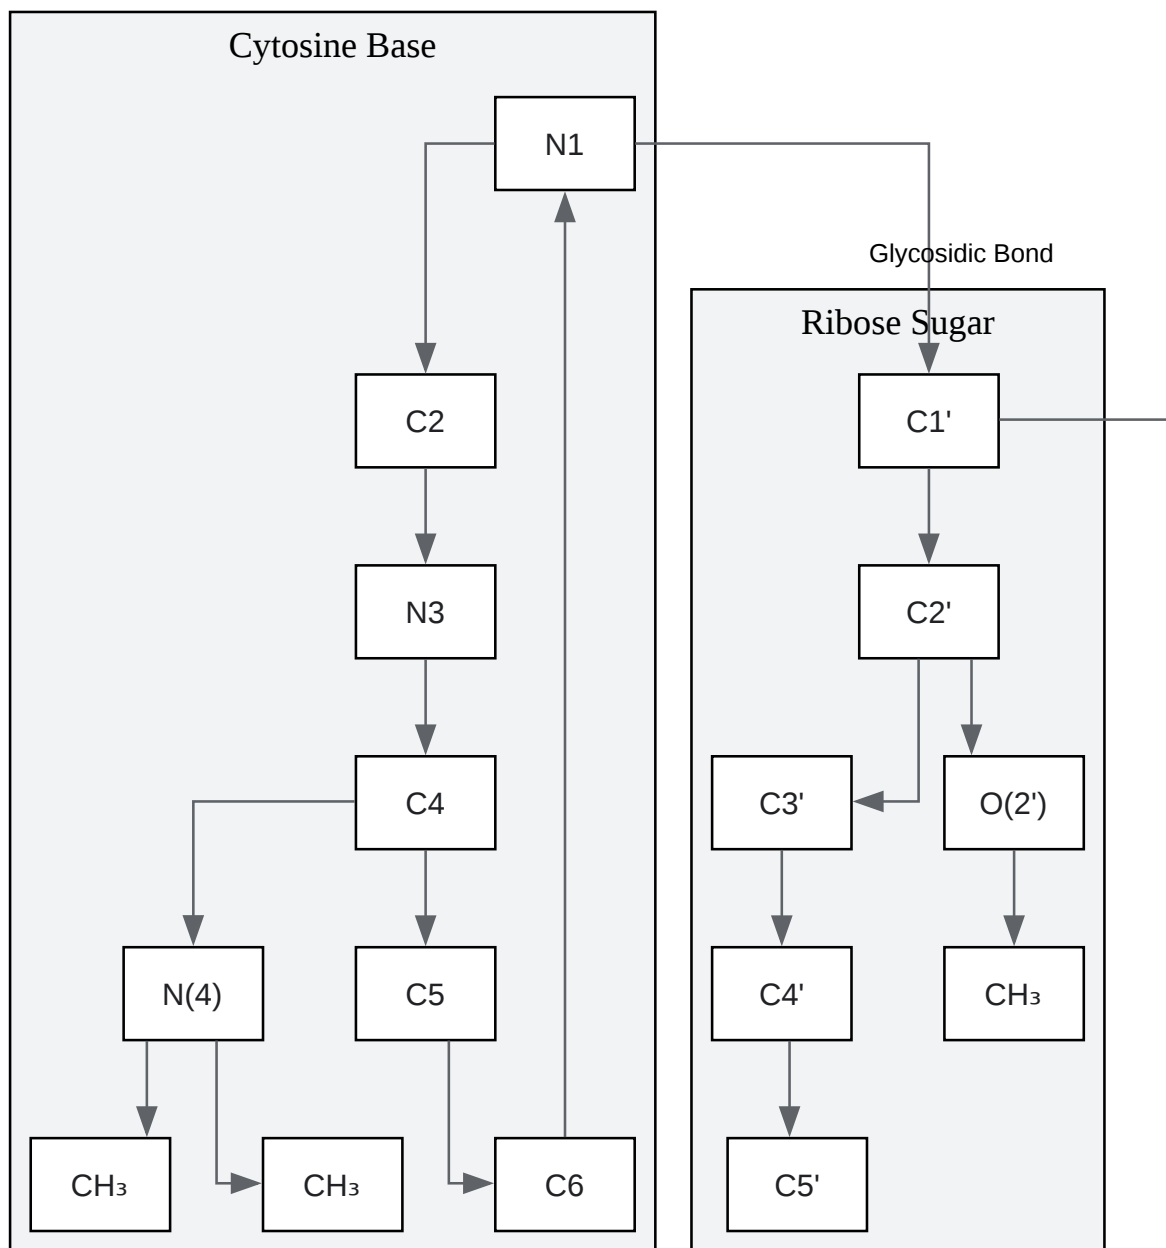 Cytosine Base
N1
Glycosidic Bond
Ribose Sugar
C2
C1'
N3
C2'
C4
C3'
O(2')
N(4)
C5
C4'
CH₃
CH₃
CH₃
C6
C5'